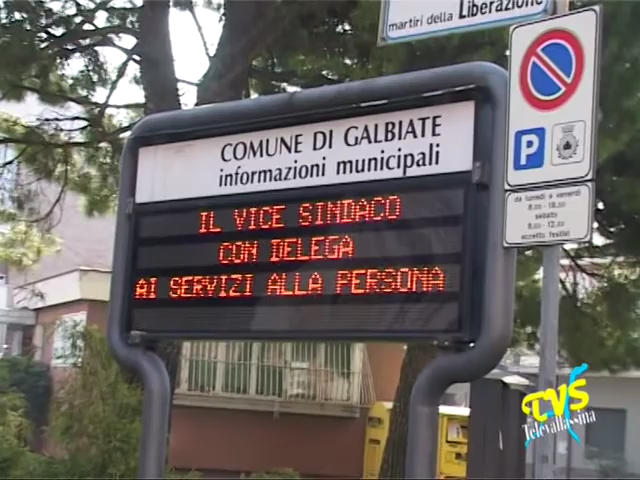 martiri della Liberazione
COMUNE DI GALBIATE
informazioni municipali
IL VICE SINDACO
CON DELEGA
AI SERVIZI ALLA PERSONA
P
da lunedì a venerdì
8.00 - 18.00
sabato
8.00 - 12.00
eccetto festivi
TVS
Televallassina